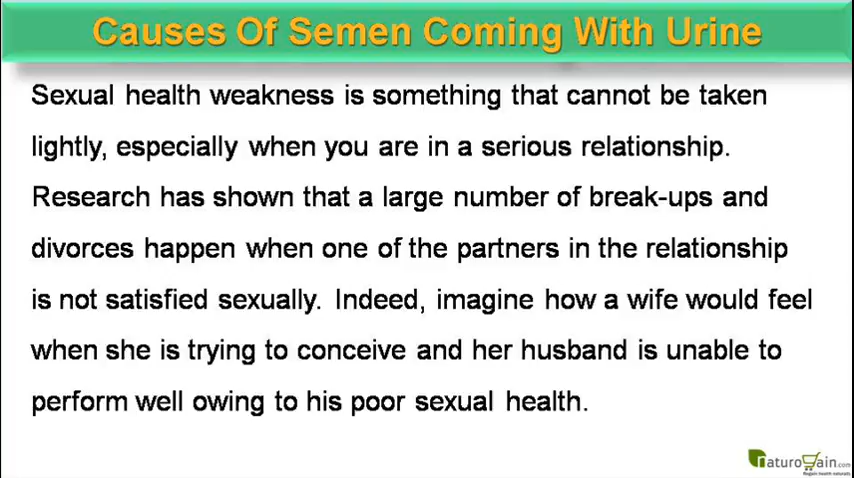 Causes Of Semen Coming With Urine
Sexual health weakness is something that cannot be taken
lightly, especially when you are in a serious relationship.
Research has shown that a large number of break-ups and
divorces happen when one of the partners in the relationship
is not satisfied sexually. Indeed, imagine how a wife would feel
when she is trying to conceive and her husband is unable to
perform well owing to his poor sexual health.
naturogain.com
Regain health naturally